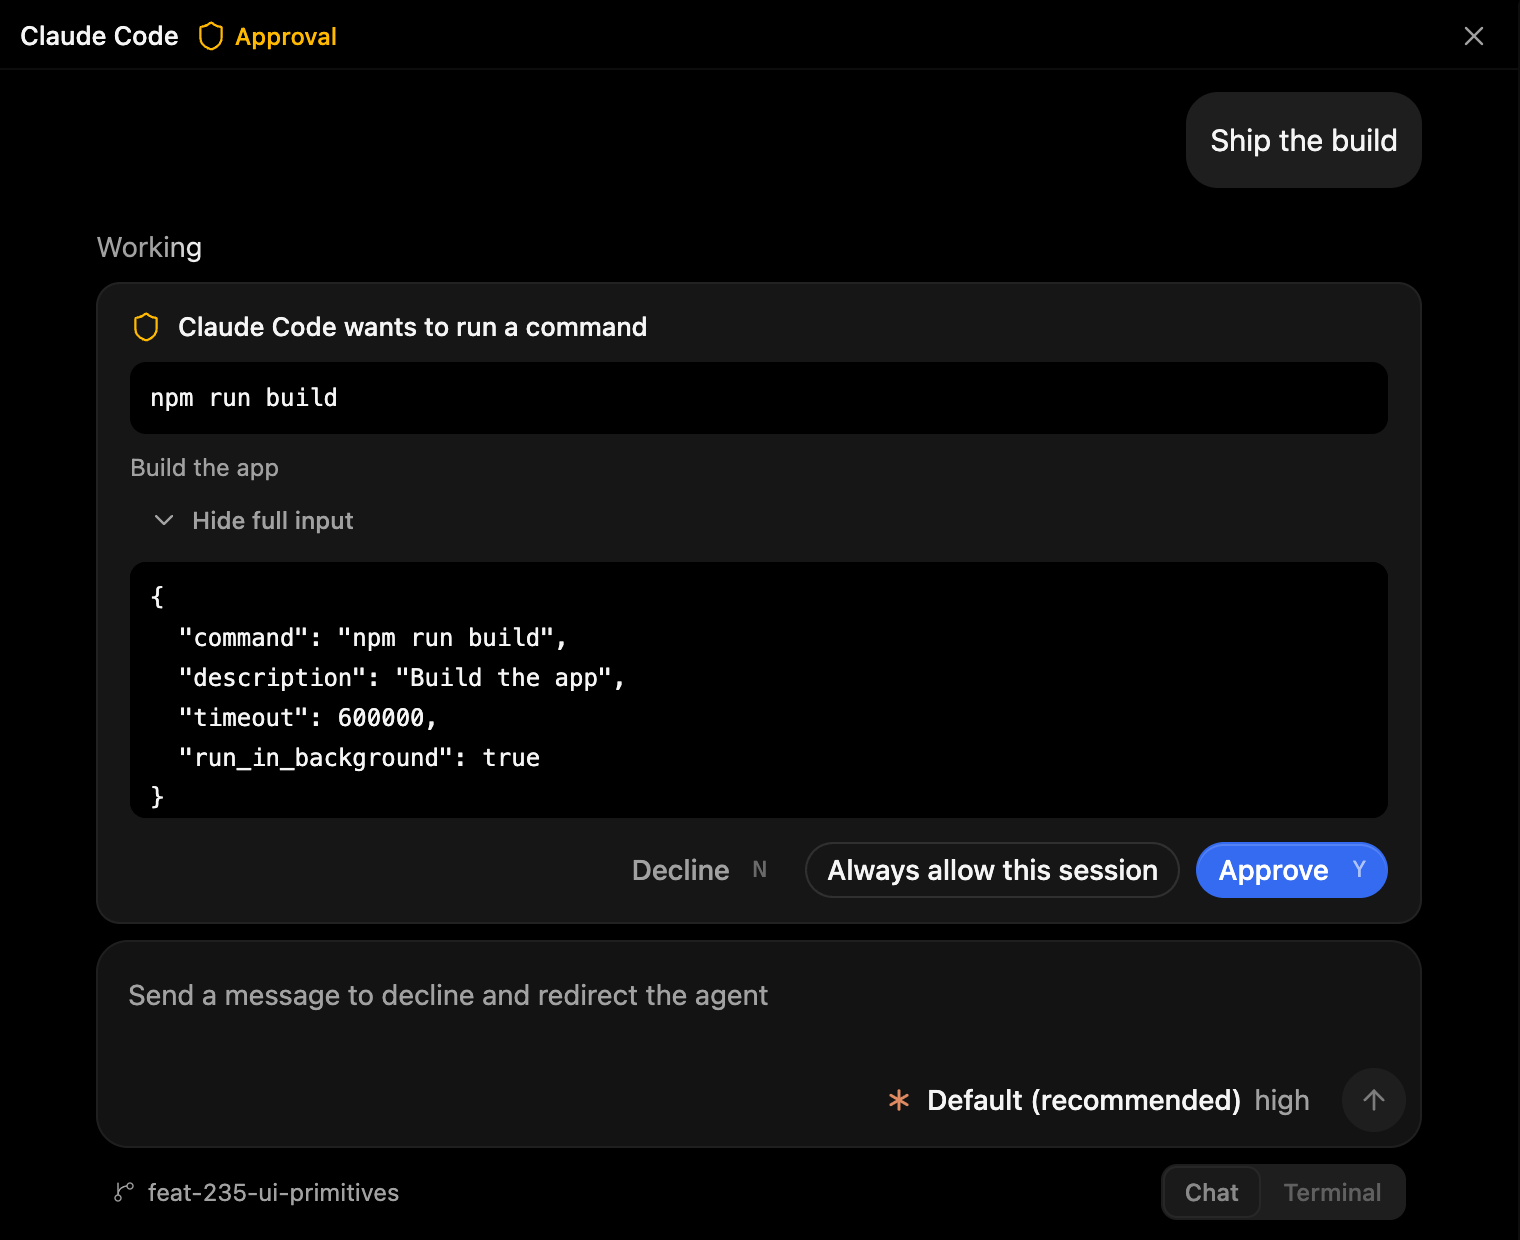 Claude Code Approval
Ship the build
Working
Claude Code wants to run a command
npm run build
Build the app
Hide full input
{
  "command": "npm run build",
  "description": "Build the app",
  "timeout": 600000,
  "run_in_background": true
}
Decline N Always allow this session Approve Y
Send a message to decline and redirect the agent
Default (recommended) high
feat-235-ui-primitives Chat Terminal